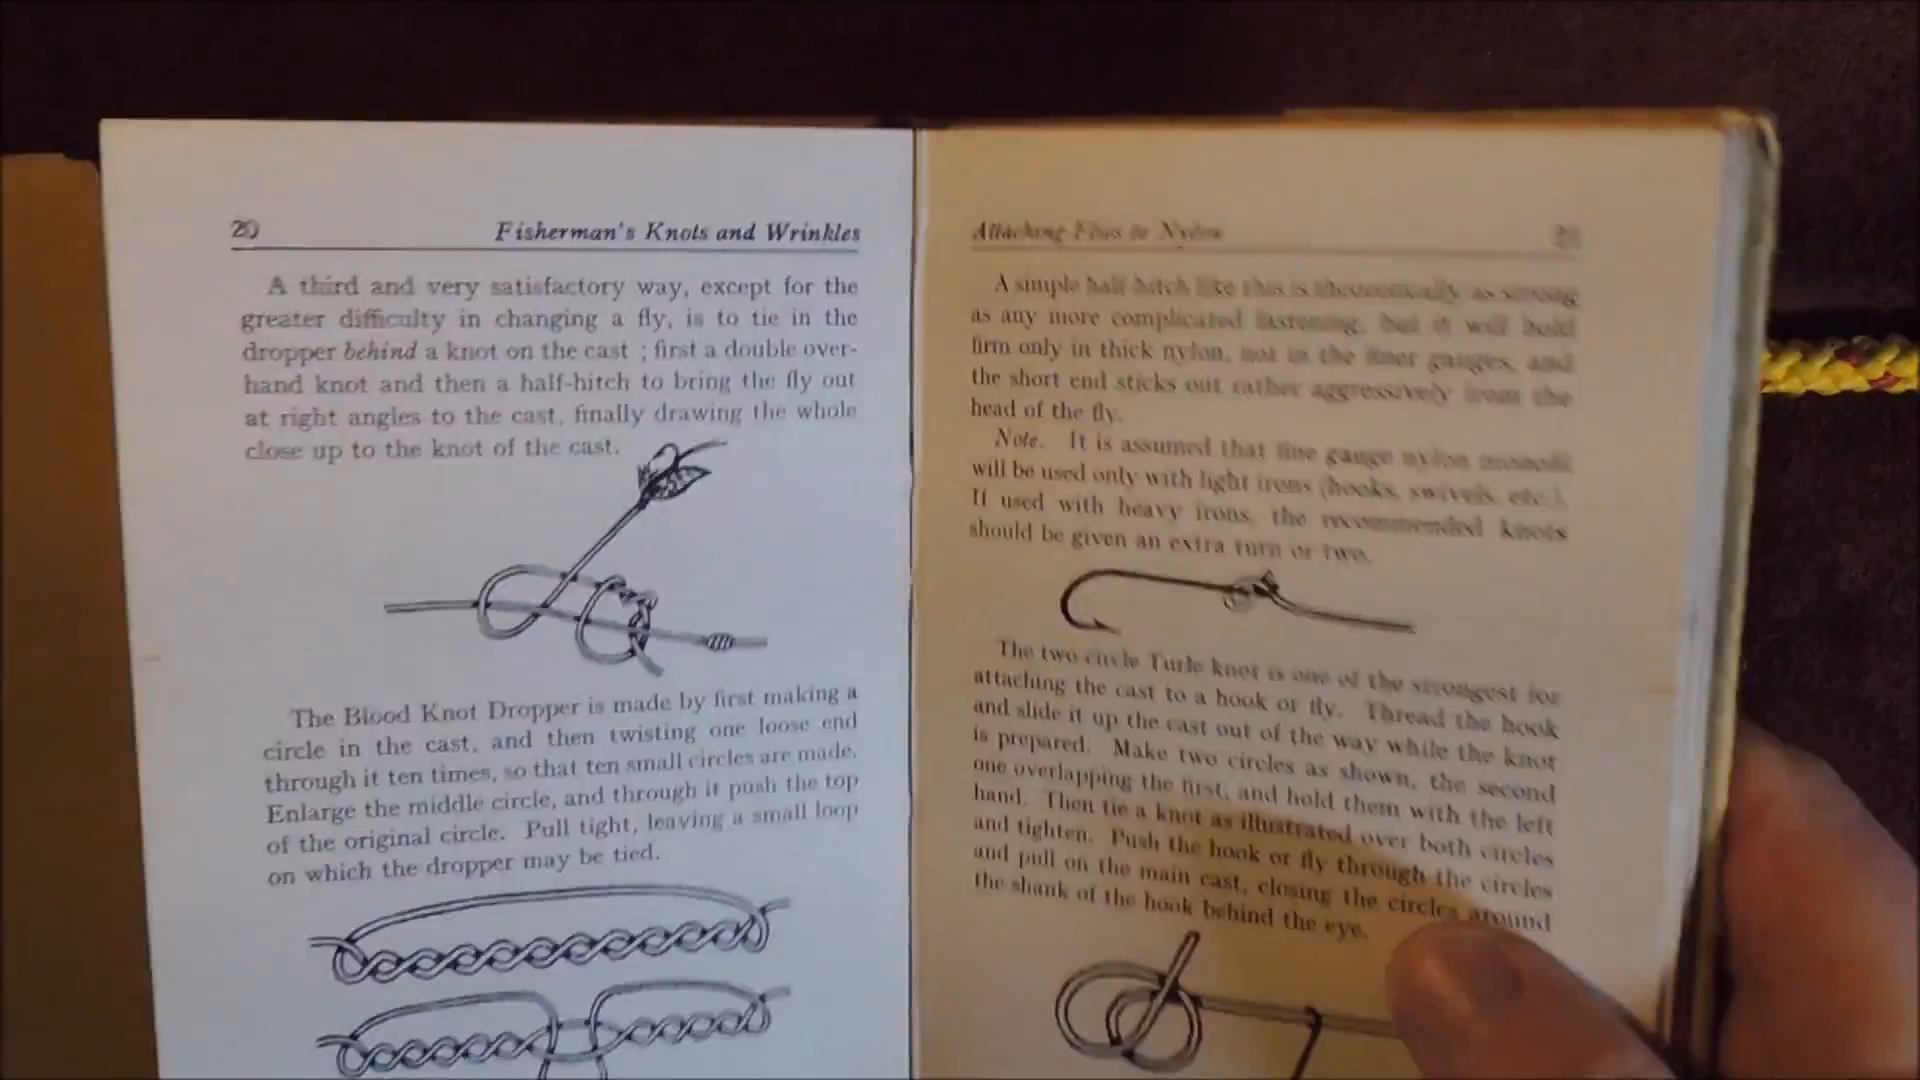 20
Fisherman's Knots and Wrinkles
A third and very satisfactory way, except for the
greater difficulty in changing a fly, is to tie in the
dropper behind a knot on the cast ; first a double over-
hand knot and then a half-hitch to bring the fly out
at right angles to the cast, finally drawing the whole
close up to the knot of the cast.
The Blood Knot Dropper is made by first making a
circle in the cast, and then twisting one loose end
through it ten times, so that ten small circles are made.
Enlarge the middle circle, and through it push the top
of the original circle. Pull tight, leaving a small loop
on which the dropper may be tied.
Attaching Flies to Nylon
A simple half-hitch like this is theoretically as strong
as any more complicated fastening, but it will hold
firm only in thick nylon, not in the finer gauges, and
the short end sticks out rather aggressively from the
head of the fly.
Note. It is assumed that fine gauge nylon monofil
will be used only with light irons (hooks, swivels, etc.).
If used with heavy irons, the recommended knots
should be given an extra turn or two.
The two circle Turle knot is one of the strongest for
attaching the cast to a hook or fly. Thread the hook
and slide it up the cast out of the way while the knot
is prepared. Make two circles as shown, the second
one overlapping the first, and hold them with the left
hand. Then tie a knot as illustrated over both circles
and tighten. Push the hook or fly through the circles
and pull on the main cast, closing the circles around
the shank of the hook behind the eye.